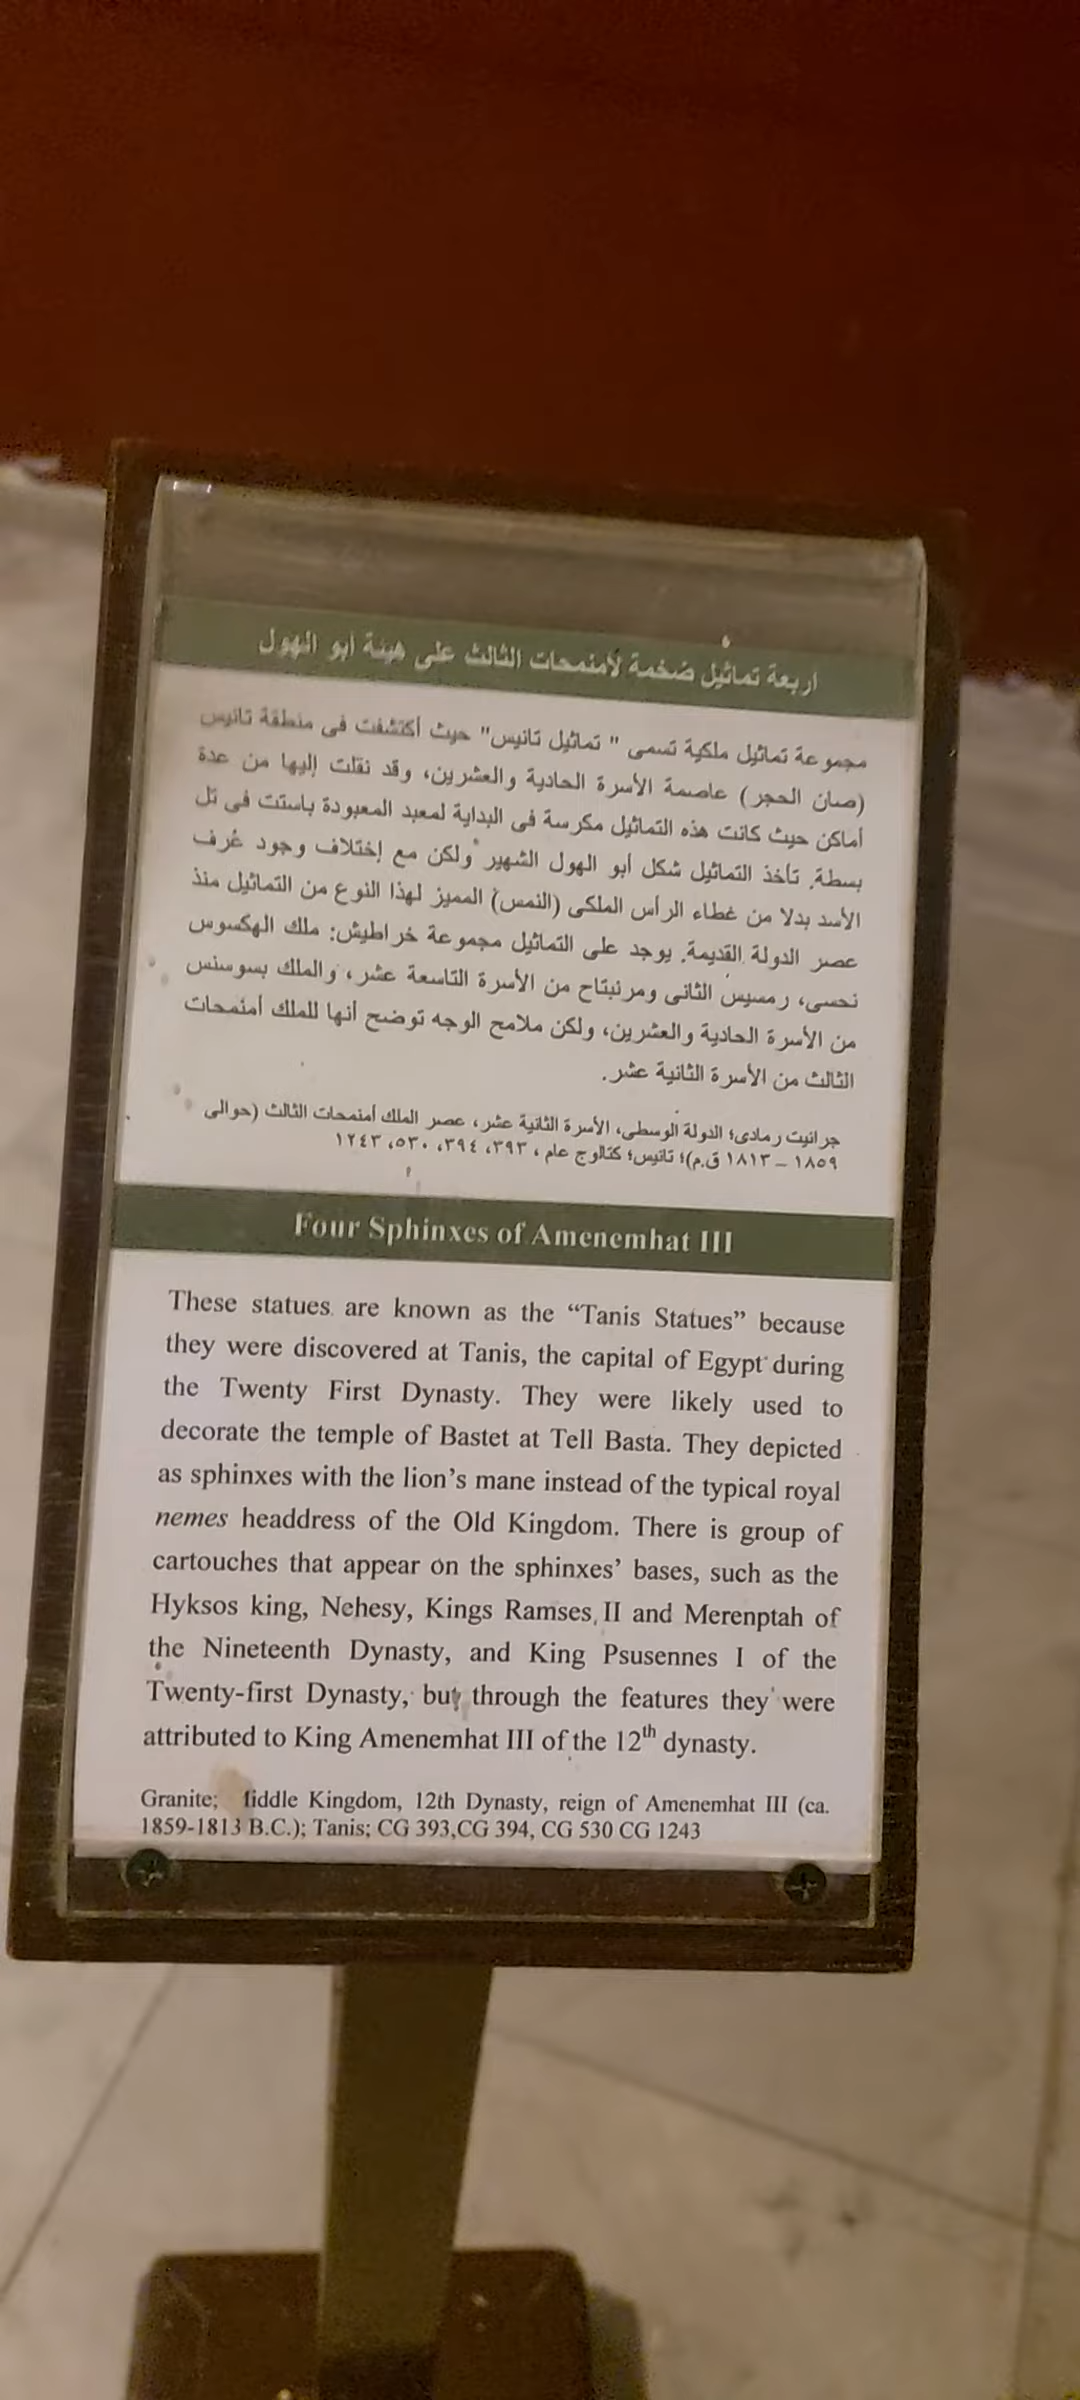 اربعة تماثيل ضخمة لأمنمحات الثالث على هيئة أبو الهول
مجموعة تماثيل ملكية تسمى " تماثيل تانيس" حيث أكتشفت فى منطقة تانيس
(صان الحجر) عاصمة الأسرة الحادية والعشرين، وقد نقلت إليها من عدة
أماكن حيث كانت هذه التماثيل مكرسة فى البداية لمعبد المعبودة باستت فى تل
بسطة. تأخذ التماثيل شكل أبو الهول الشهير ولكن مع إختلاف وجود عُرف
الأسد بدلا من غطاء الرأس الملكى (النمس) المميز لهذا النوع من التماثيل منذ
عصر الدولة القديمة. يوجد على التماثيل مجموعة خراطيش: ملك الهكسوس
نحسى، رمسيس الثانى ومرنبتاح من الأسرة التاسعة عشر، والملك بسوسنس
من الأسرة الحادية والعشرين، ولكن ملامح الوجه توضح أنها للملك أمنمحات
الثالث من الأسرة الثانية عشر.
جرانيت رمادى؛ الدولة الوسطى، الأسرة الثانية عشر، عصر الملك أمنمحات الثالث (حوالى
١٨٥٩ – ١٨١٣ ق.م)؛ تانيس؛ كتالوج عام ، ٣٩٣، ٣٩٤، ٥٣٠، ١٢٤٣
Four Sphinxes of Amenemhat III
These statues are known as the “Tanis Statues” because
they were discovered at Tanis, the capital of Egypt during
the Twenty First Dynasty. They were likely used to
decorate the temple of Bastet at Tell Basta. They depicted
as sphinxes with the lion’s mane instead of the typical royal
nemes headdress of the Old Kingdom. There is group of
cartouches that appear on the sphinxes’ bases, such as the
Hyksos king, Nehesy, Kings Ramses II and Merenptah of
the Nineteenth Dynasty, and King Psusennes I of the
Twenty-first Dynasty, but through the features they were
attributed to King Amenemhat III of the 12th dynasty.
Granite; iddle Kingdom, 12th Dynasty, reign of Amenemhat III (ca.
1859-1813 B.C.); Tanis; CG 393,CG 394, CG 530 CG 1243